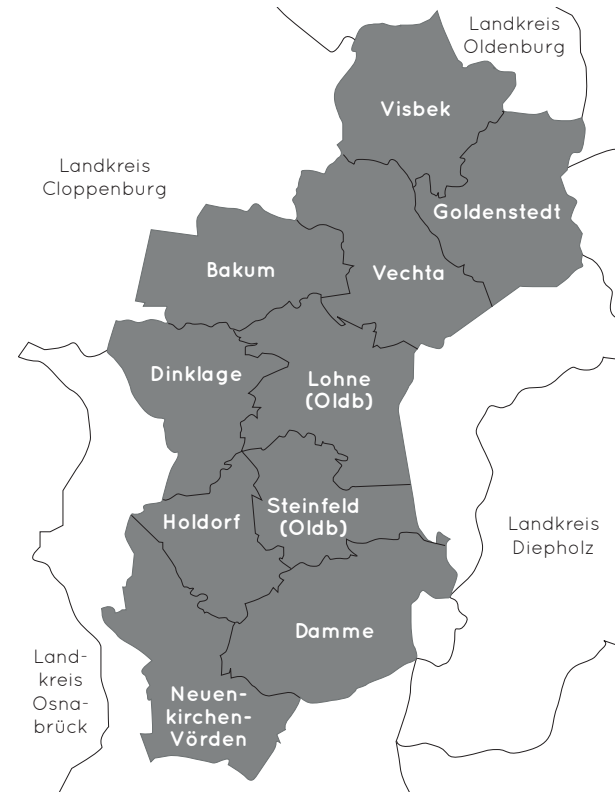 Landkreis
Oldenburg
Visbek
Landkreis
Cloppenburg
Goldenstedt
Bakum
Vechta
Dinklage
Lohne
(Oldb)
Steinfeld
(Oldb)
Holdorf
Landkreis
Diepholz
Damme
Land-
kreis
Osna-
brück
Neuen-
kirchen-
Vörden